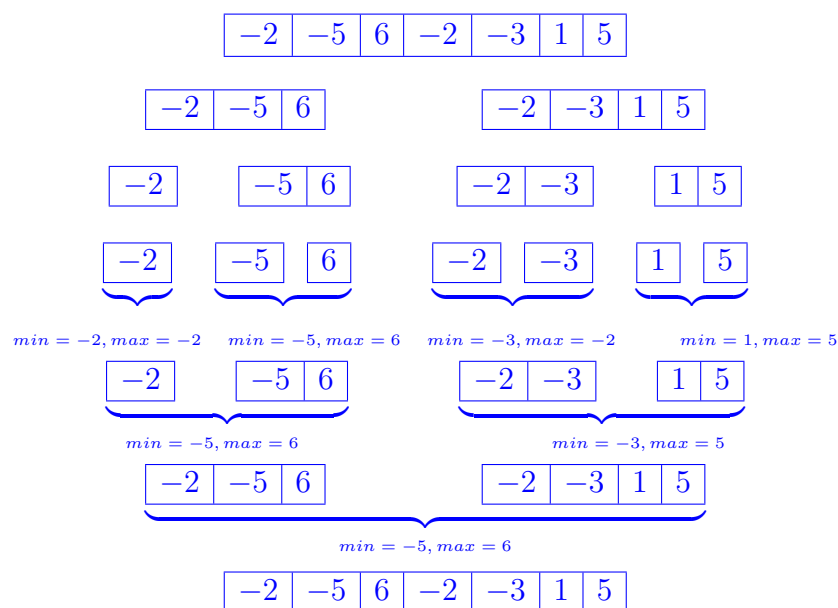 −2 −5 6 −2 −3 1 5
−2 −5 6 −2 −3 1 5
−2 −5 6 −2 −3 1 5
−2 −5 6 −2 −3 1 5
min = −2, max = −2 min = −5, max = 6 min = −3, max = −2 min = 1, max = 5
−2 −5 6 −2 −3 1 5
min = −5, max = 6 min = −3, max = 5
−2 −5 6 −2 −3 1 5
min = −5, max = 6
−2 −5 6 −2 −3 1 5